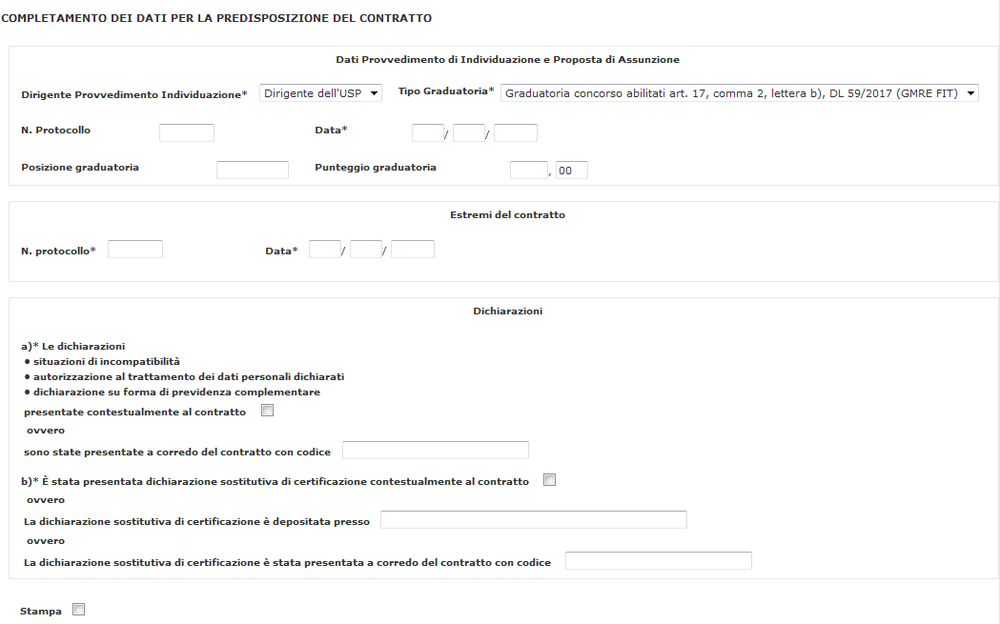 COMPLETAMENTO DEI DATI PER LA PREDISPOSIZIONE DEL CONTRATTO
Dati Provvedimento di Individuazione e Proposta di Assunzione
Dirigente Provvedimento Individuazione* Dirigente dell'USP Tipo Graduatoria* Graduatoria concorso abilitati art. 17, comma 2, lettera b), DL 59/2017 (GMRE FIT)
N. Protocollo Data* / /
Posizione graduatoria Punteggio graduatoria , 00
Estremi del contratto
N. protocollo* Data* / /
Dichiarazioni
a)* Le dichiarazioni
• situazioni di incompatibilità
• autorizzazione al trattamento dei dati personali dichiarati
• dichiarazione su forma di previdenza complementare
presentate contestualmente al contratto
ovvero
sono state presentate a corredo del contratto con codice
b)* È stata presentata dichiarazione sostitutiva di certificazione contestualmente al contratto
ovvero
La dichiarazione sostitutiva di certificazione è depositata presso
ovvero
La dichiarazione sostitutiva di certificazione è stata presentata a corredo del contratto con codice
Stampa